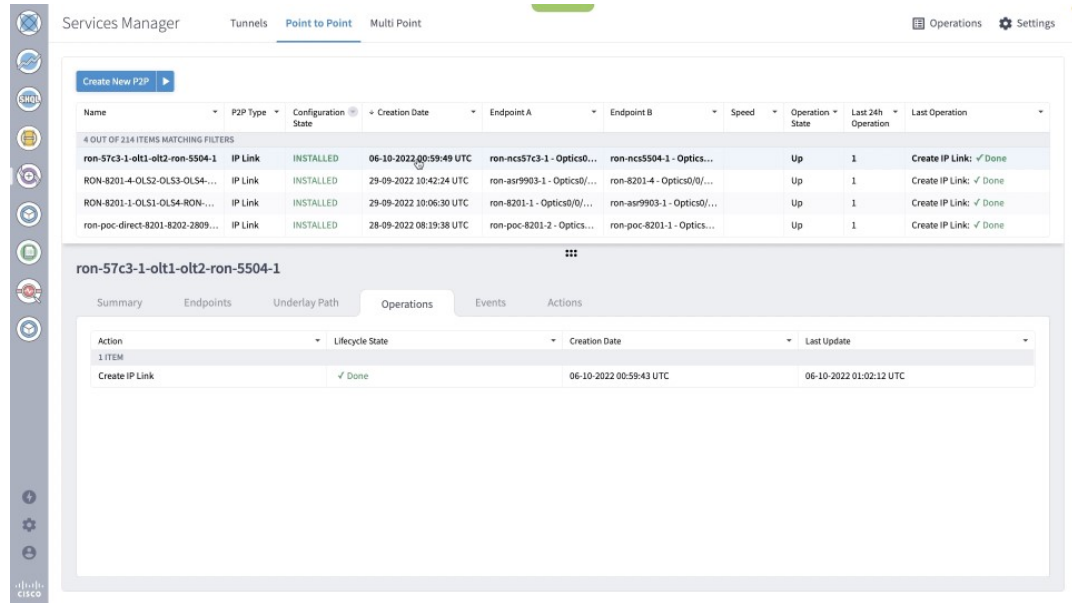 Services Manager Tunnels Point to Point Multi Point Operations Settings
SHQL
Create New P2P
Name P2P Type Configuration State Creation Date Endpoint A Endpoint B Speed Operation State Last 24h Operation Last Operation
4 OUT OF 214 ITEMS MATCHING FILTERS
ron-57c3-1-olt1-olt2-ron-5504-1 IP Link INSTALLED 06-10-2022 00:59:49 UTC ron-ncs57c3-1 - Optics0... ron-ncs5504-1 - Optics... Up 1 Create IP Link: ✓ Done
RON-8201-4-OLS2-OLS3-OLS4-... IP Link INSTALLED 29-09-2022 10:42:24 UTC ron-asr9903-1 - Optics0/... ron-8201-4 - Optics0/0/... Up 1 Create IP Link: ✓ Done
RON-8201-1-OLS1-OLS4-RON-... IP Link INSTALLED 29-09-2022 10:06:30 UTC ron-8201-1 - Optics0/0/... ron-asr9903-1 - Optics0/... Up 1 Create IP Link: ✓ Done
ron-poc-direct-8201-8202-2809... IP Link INSTALLED 28-09-2022 08:19:38 UTC ron-poc-8201-2 - Optics... ron-poc-8201-1 - Optics... Up 1 Create IP Link: ✓ Done
ron-57c3-1-olt1-olt2-ron-5504-1
Summary Endpoints Underlay Path Operations Events Actions
Action Lifecycle State Creation Date Last Update
1 ITEM
Create IP Link ✓ Done 06-10-2022 00:59:43 UTC 06-10-2022 01:02:12 UTC
CISCO